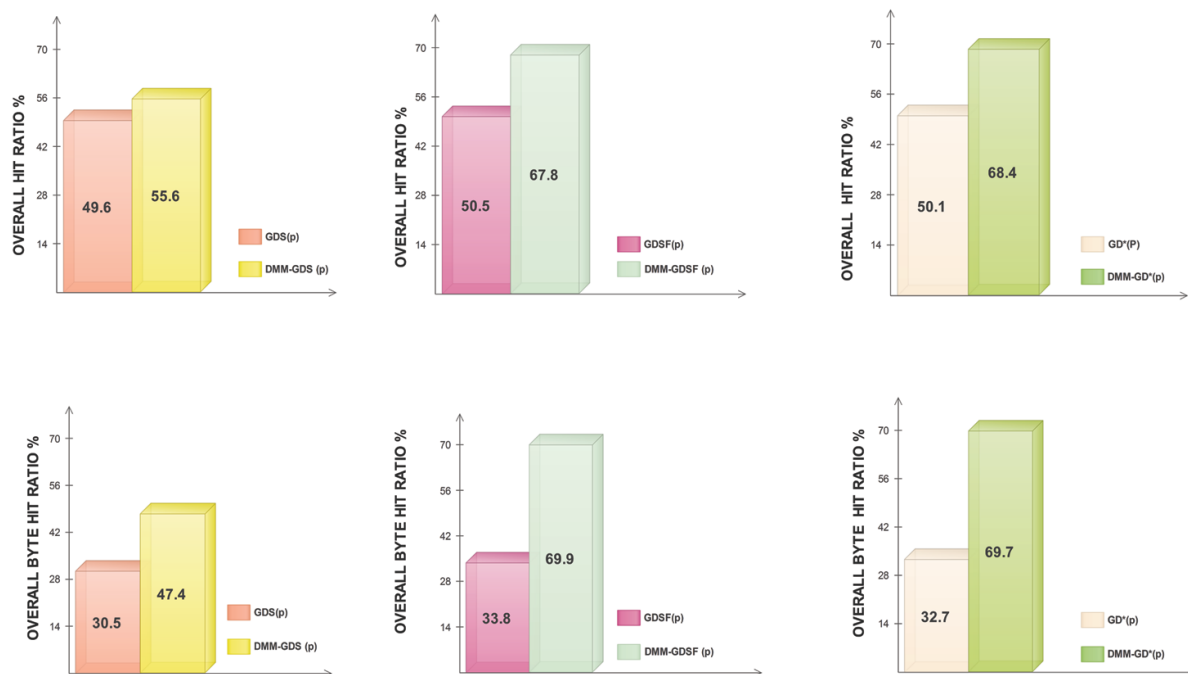 OVERALL HIT RATIO %
70
56
42
28
14
49.6
55.6
GDS(p)
DMM-GDS (p)
OVERALL HIT RATIO %
70
56
42
28
14
50.5
67.8
GDSF(p)
DMM-GDSF (p)
OVERALL HIT RATIO %
70
56
42
28
14
50.1
68.4
GD*(P)
DMM-GD*(p)
OVERALL BYTE HIT RATIO %
70
56
42
28
14
30.5
47.4
GDS(p)
DMM-GDS (p)
OVERALL BYTE HIT RATIO %
70
56
42
28
14
33.8
69.9
GDSF(p)
DMM-GDSF (p)
OVERALL BYTE HIT RATIO %
70
56
42
28
14
32.7
69.7
GD*(p)
DMM-GD*(p)